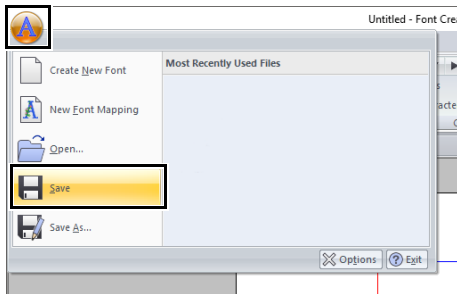 Untitled - Font Crea
Create New Font
Most Recently Used Files
New Font Mapping
Open...
Save
Save As...
Options
Exit